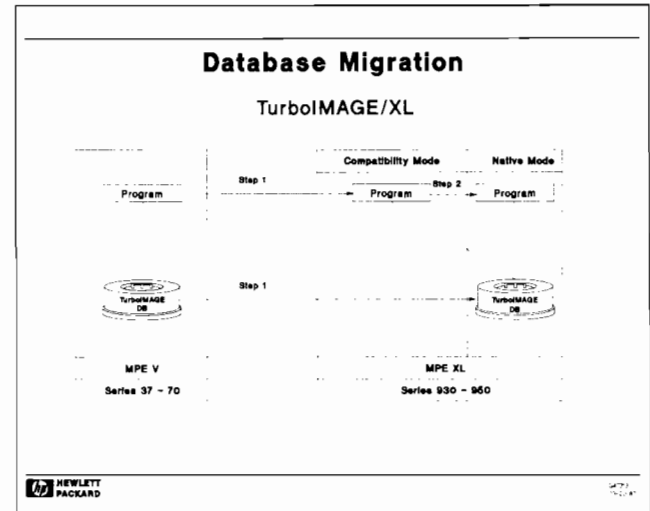 Database Migration
TurboIMAGE/XL
Compatibility Mode Native Mode
Step 1 Step 2
Program Program Program
Step 1
TurboIMAGE DB TurboIMAGE DB
MPE V MPE XL
Series 37 - 70 Series 930 - 950
HEWLETT
PACKARD